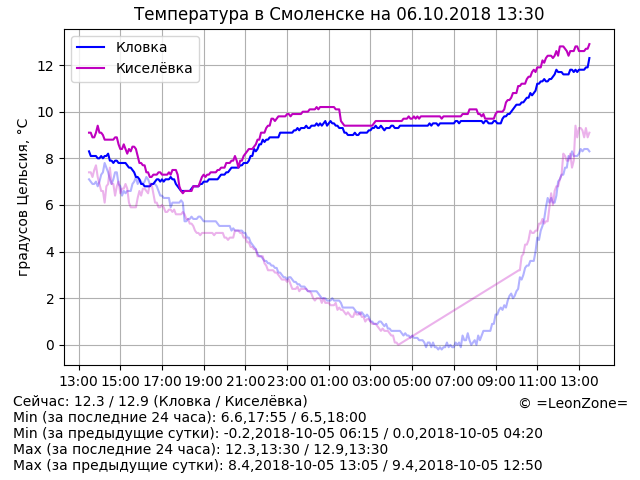 Температура в Смоленске на 06.10.2018 13:30
Кловка
Киселёвка
градусов Цельсия, °C
12
10
8
6
4
2
0
13:00 15:00 17:00 19:00 21:00 23:00 01:00 03:00 05:00 07:00 09:00 11:00 13:00
Сейчас: 12.3 / 12.9 (Кловка / Киселёвка)
© =LeonZone=
Min (за последние 24 часа): 6.6,17:55 / 6.5,18:00
Min (за предыдущие сутки): -0.2,2018-10-05 06:15 / 0.0,2018-10-05 04:20
Max (за последние 24 часа): 12.3,13:30 / 12.9,13:30
Max (за предыдущие сутки): 8.4,2018-10-05 13:05 / 9.4,2018-10-05 12:50